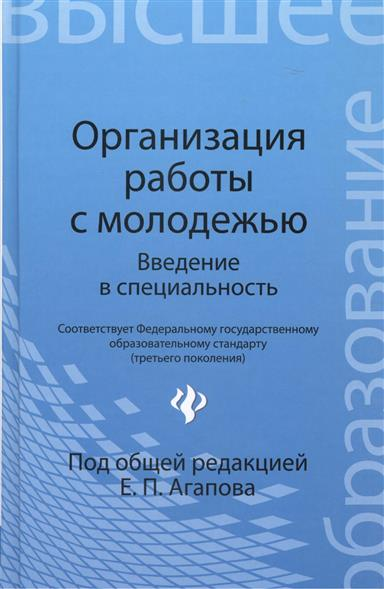 высшее
образование
Организация
работы
с молодежью
Введение
в специальность
Соответствует Федеральному государственному
образовательному стандарту
(третьего поколения)
Под общей редакцией
Е. П. Агапова